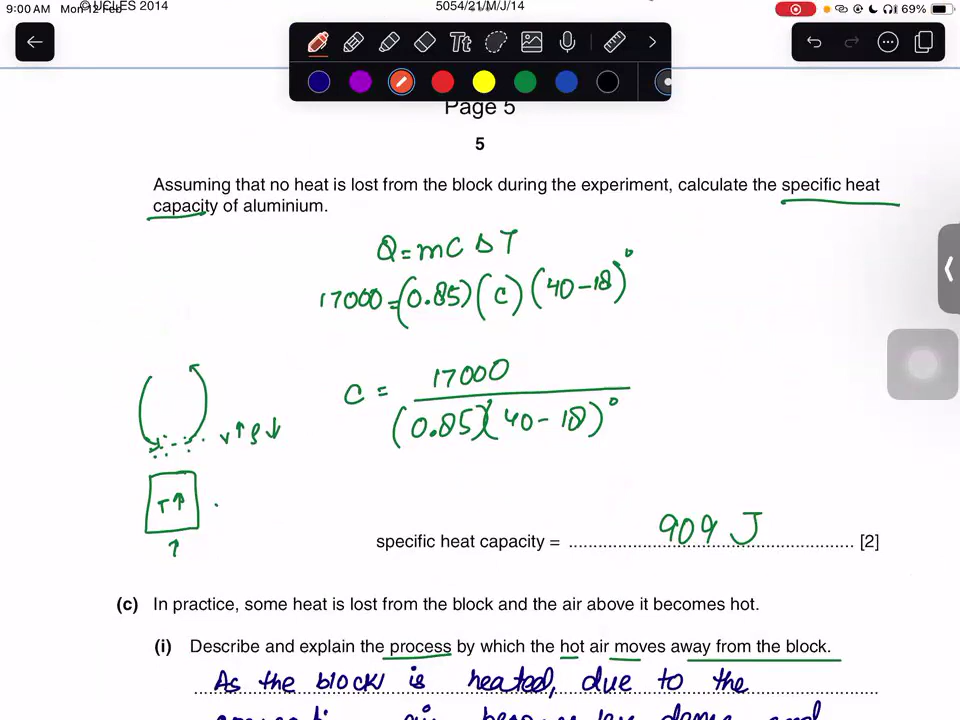 9:00 AM Mon 12 Feb
© UCLES 2014
5054/21/M/J/14
69%
Tt
Page 5
5
Assuming that no heat is lost from the block during the experiment, calculate the specific heat
capacity of aluminium.
Q=mCΔT
17000=(0.85)(C)(40-18)°
C = 17000
(0.85)(40-18)°
v↑ ρ↓
T↑
↑
909 J
specific heat capacity = ........................................................ [2]
(c) In practice, some heat is lost from the block and the air above it becomes hot.
(i) Describe and explain the process by which the hot air moves away from the block.
As the block is heated, due to the